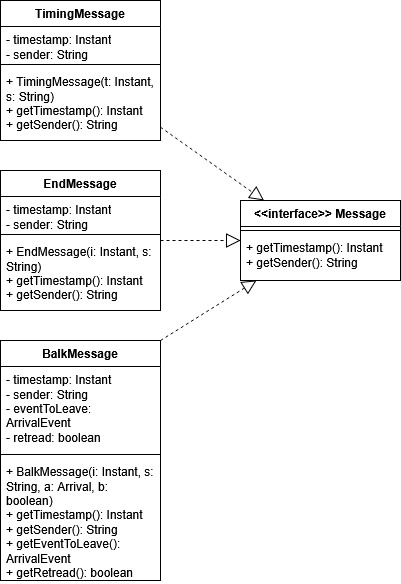 TimingMessage
- timestamp: Instant
- sender: String
+ TimingMessage(t: Instant,
s: String)
+ getTimestamp(): Instant
+ getSender(): String
EndMessage
- timestamp: Instant
- sender: String
+ EndMessage(i: Instant, s:
String)
+ getTimestamp(): Instant
+ getSender(): String
<<interface>> Message
+ getTimestamp(): Instant
+ getSender(): String
BalkMessage
- timestamp: Instant
- sender: String
- eventToLeave:
ArrivalEvent
- retread: boolean
+ BalkMessage(i: Instant, s:
String, a: Arrival, b:
boolean)
+ getTimestamp(): Instant
+ getSender(): String
+ getEventToLeave():
ArrivalEvent
+ getRetread(): boolean